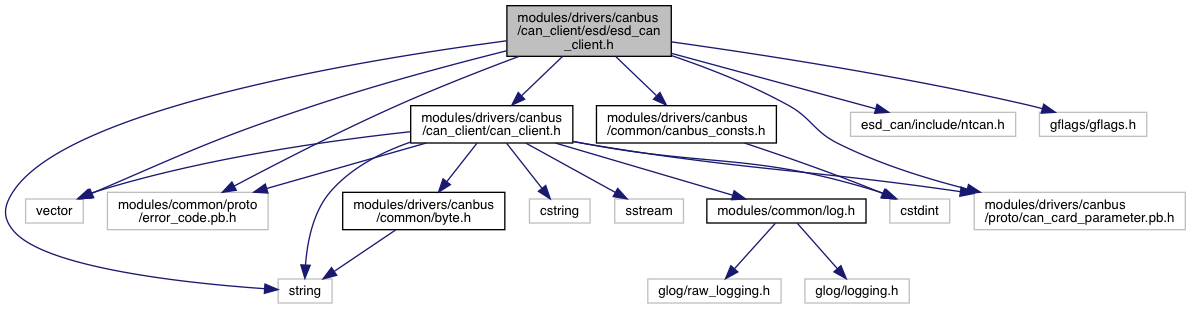 modules/drivers/canbus
/can_client/esd/esd_can
_client.h
modules/drivers/canbus
/can_client/can_client.h
modules/drivers/canbus
/common/canbus_consts.h
esd_can/include/ntcan.h
gflags/gflags.h
vector
modules/common/proto
/error_code.pb.h
modules/drivers/canbus
/common/byte.h
cstring
sstream
modules/common/log.h
cstdint
modules/drivers/canbus
/proto/can_card_parameter.pb.h
string
glog/raw_logging.h
glog/logging.h